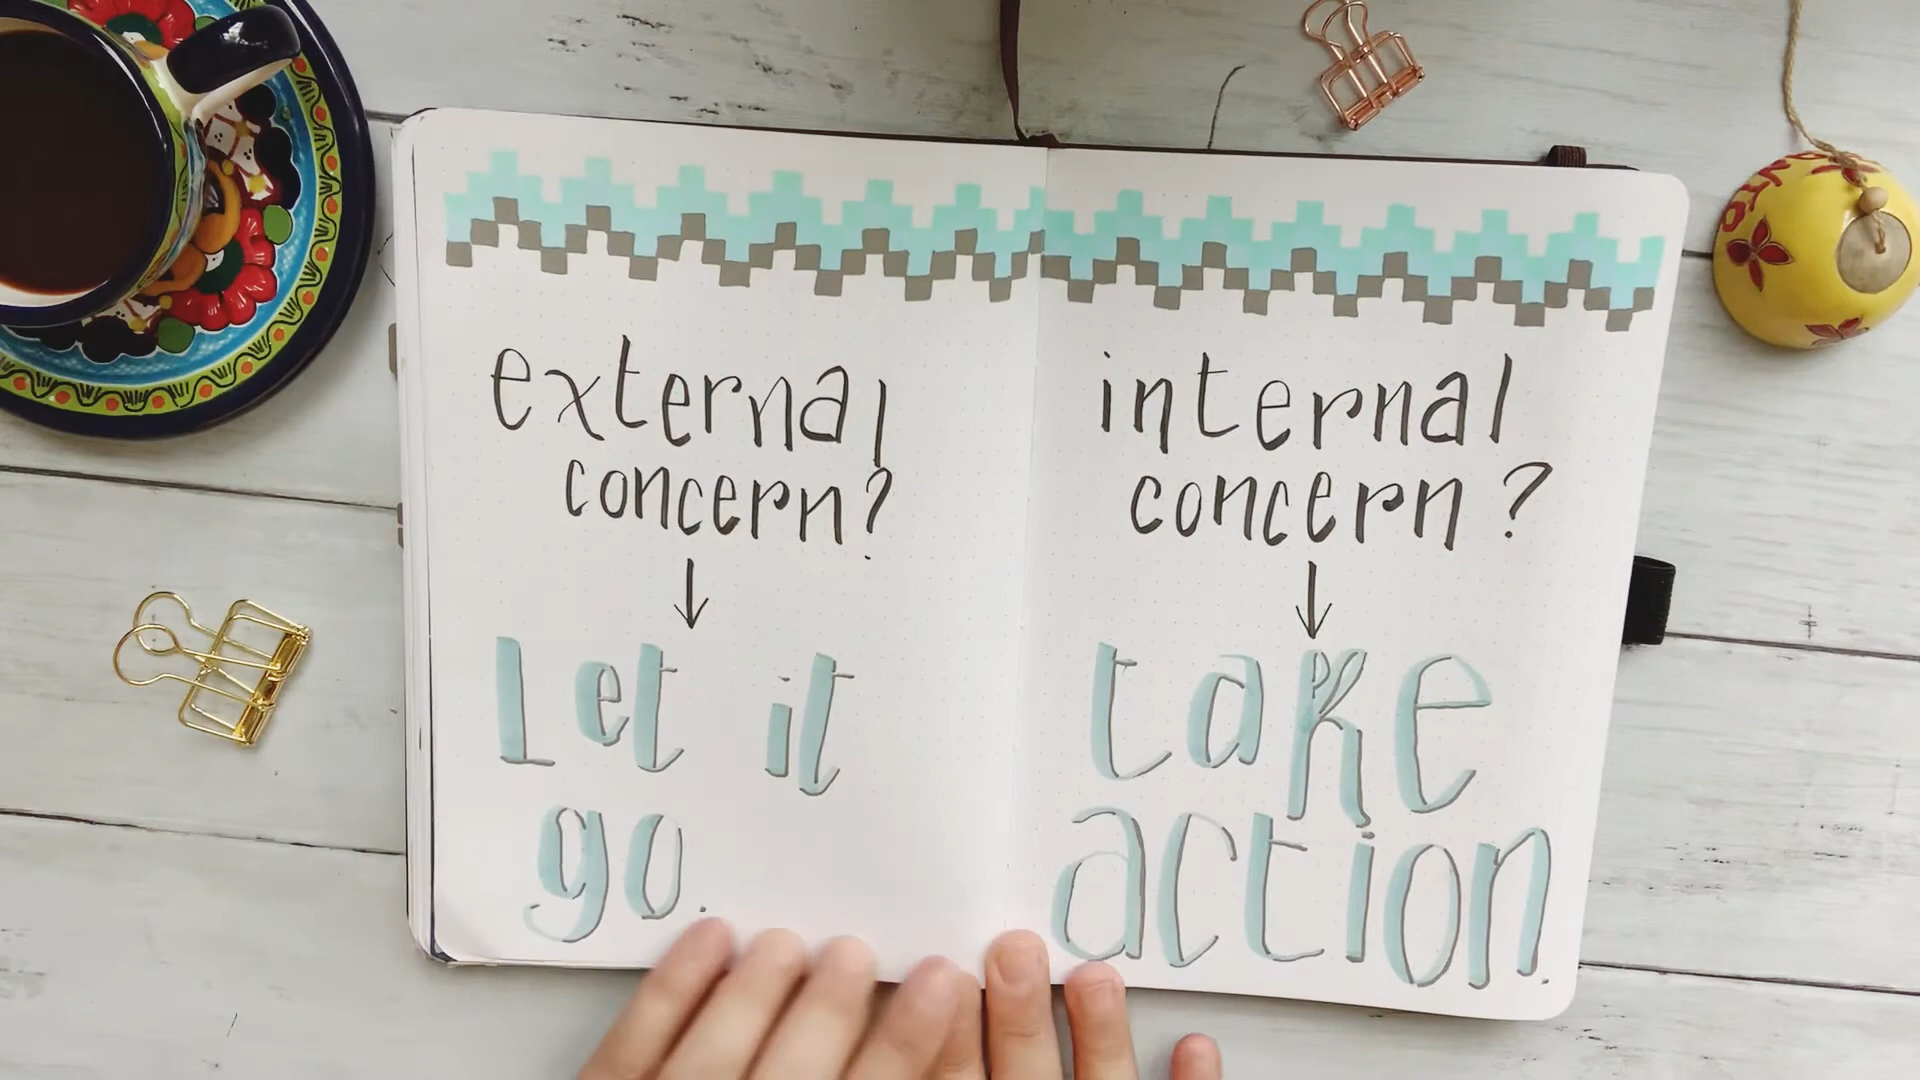 external
concern?
Let it
go.
internal
concern?
take
action.